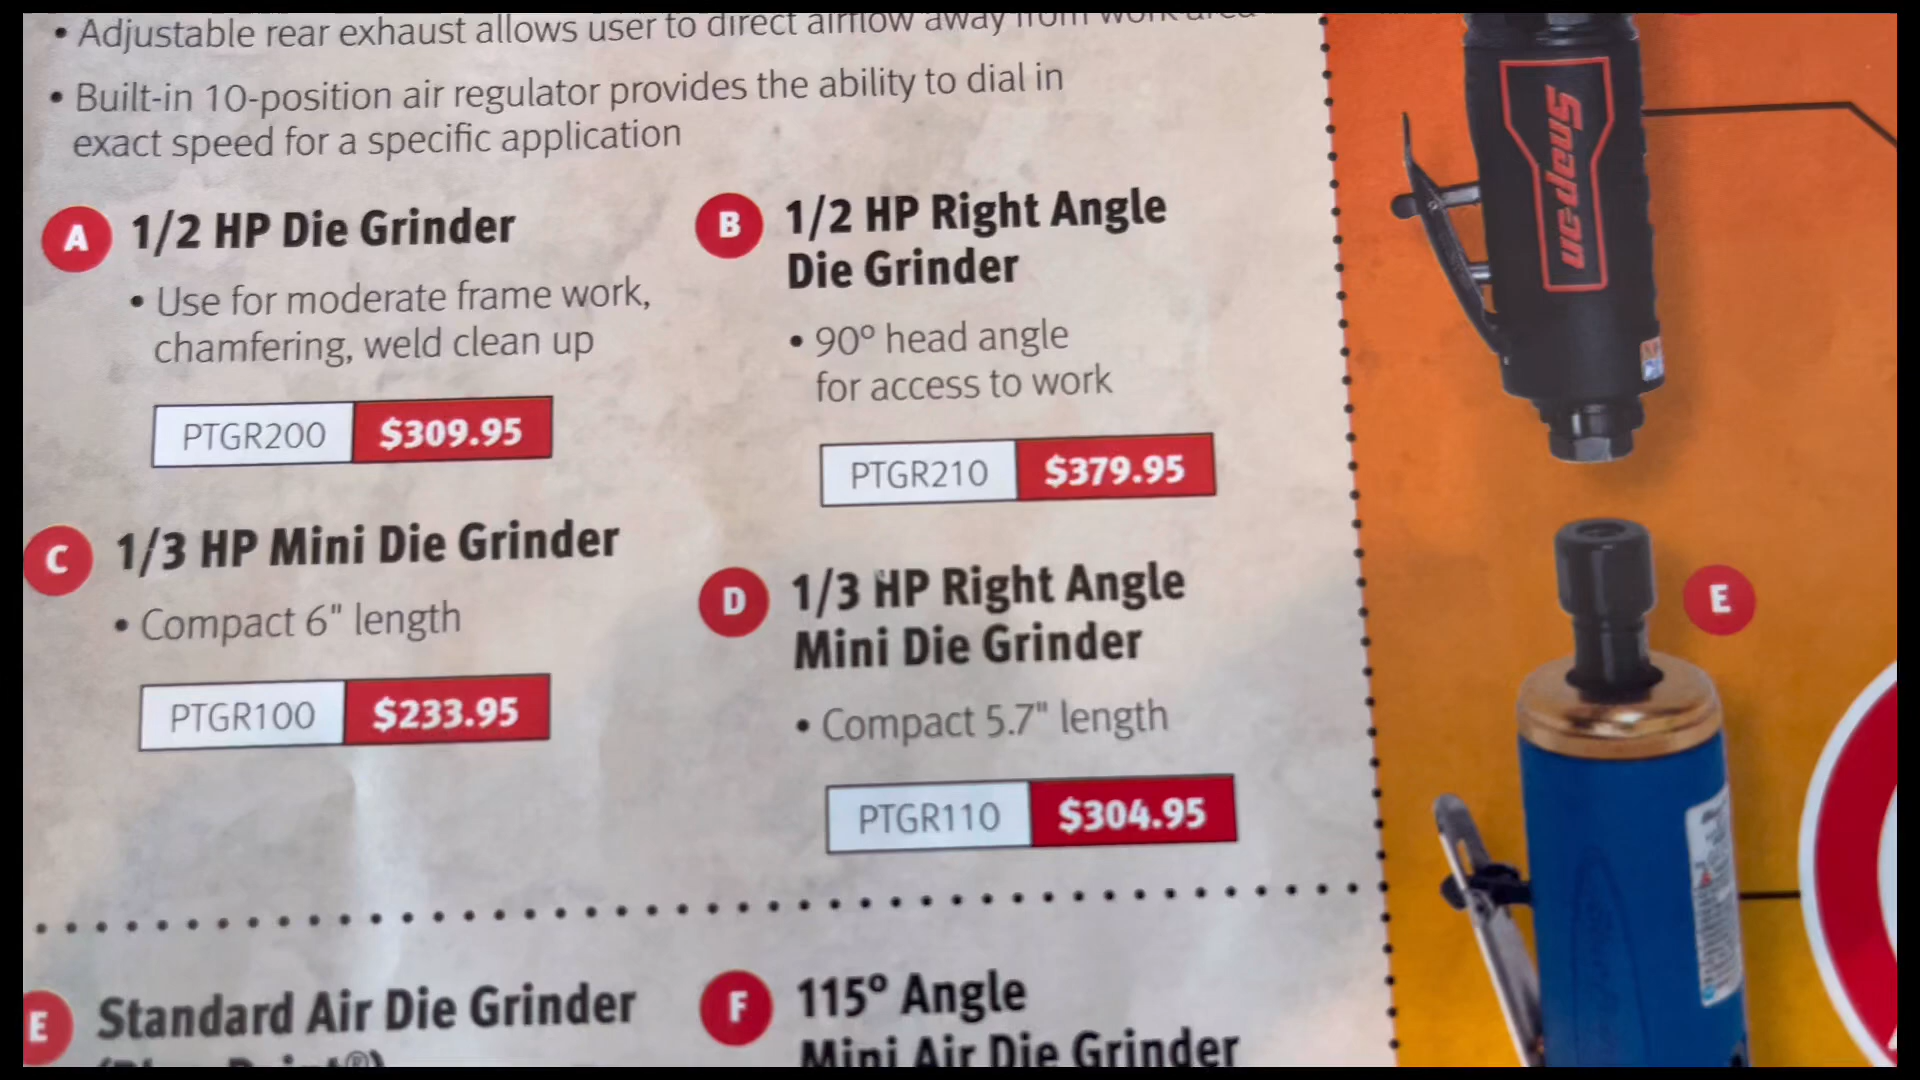 • Adjustable rear exhaust allows user to direct airflow away from work area
• Built-in 10-position air regulator provides the ability to dial in
exact speed for a specific application
A 1/2 HP Die Grinder
• Use for moderate frame work,
chamfering, weld clean up
PTGR200 $309.95
B 1/2 HP Right Angle
Die Grinder
• 90º head angle
for access to work
PTGR210 $379.95
C 1/3 HP Mini Die Grinder
• Compact 6" length
PTGR100 $233.95
D 1/3 HP Right Angle
Mini Die Grinder
• Compact 5.7" length
PTGR110 $304.95
E Standard Air Die Grinder
F 115º Angle
Mini Air Die Grinder
Snap-on
E